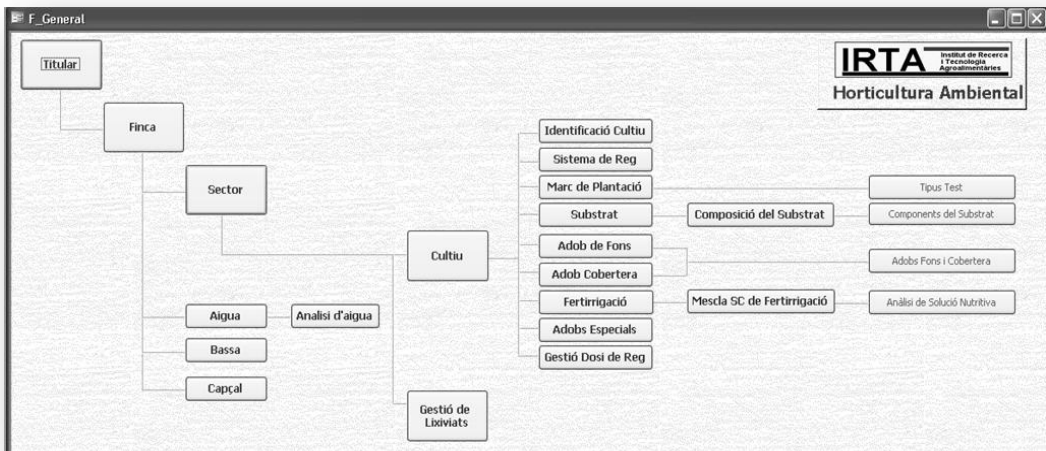 F_General
Titular
IRTA
Institut de Recerca
i Tecnologia
Agroalimentàries
Horticultura Ambiental
Finca
Identificació Cultiu
Sistema de Reg
Sector
Marc de Plantació
Tipus Test
Substrat
Composició del Substrat
Components del Substrat
Cultiu
Adob de Fons
Adob Cobertera
Adobs Fons i Cobertera
Fertirrigació
Mescla SC de Fertirrigació
Anàlisi de Solució Nutritiva
Aigua
Analisi d'aigua
Adobs Especials
Bassa
Gestió Dosi de Reg
Capçal
Gestió de
Lixiviats